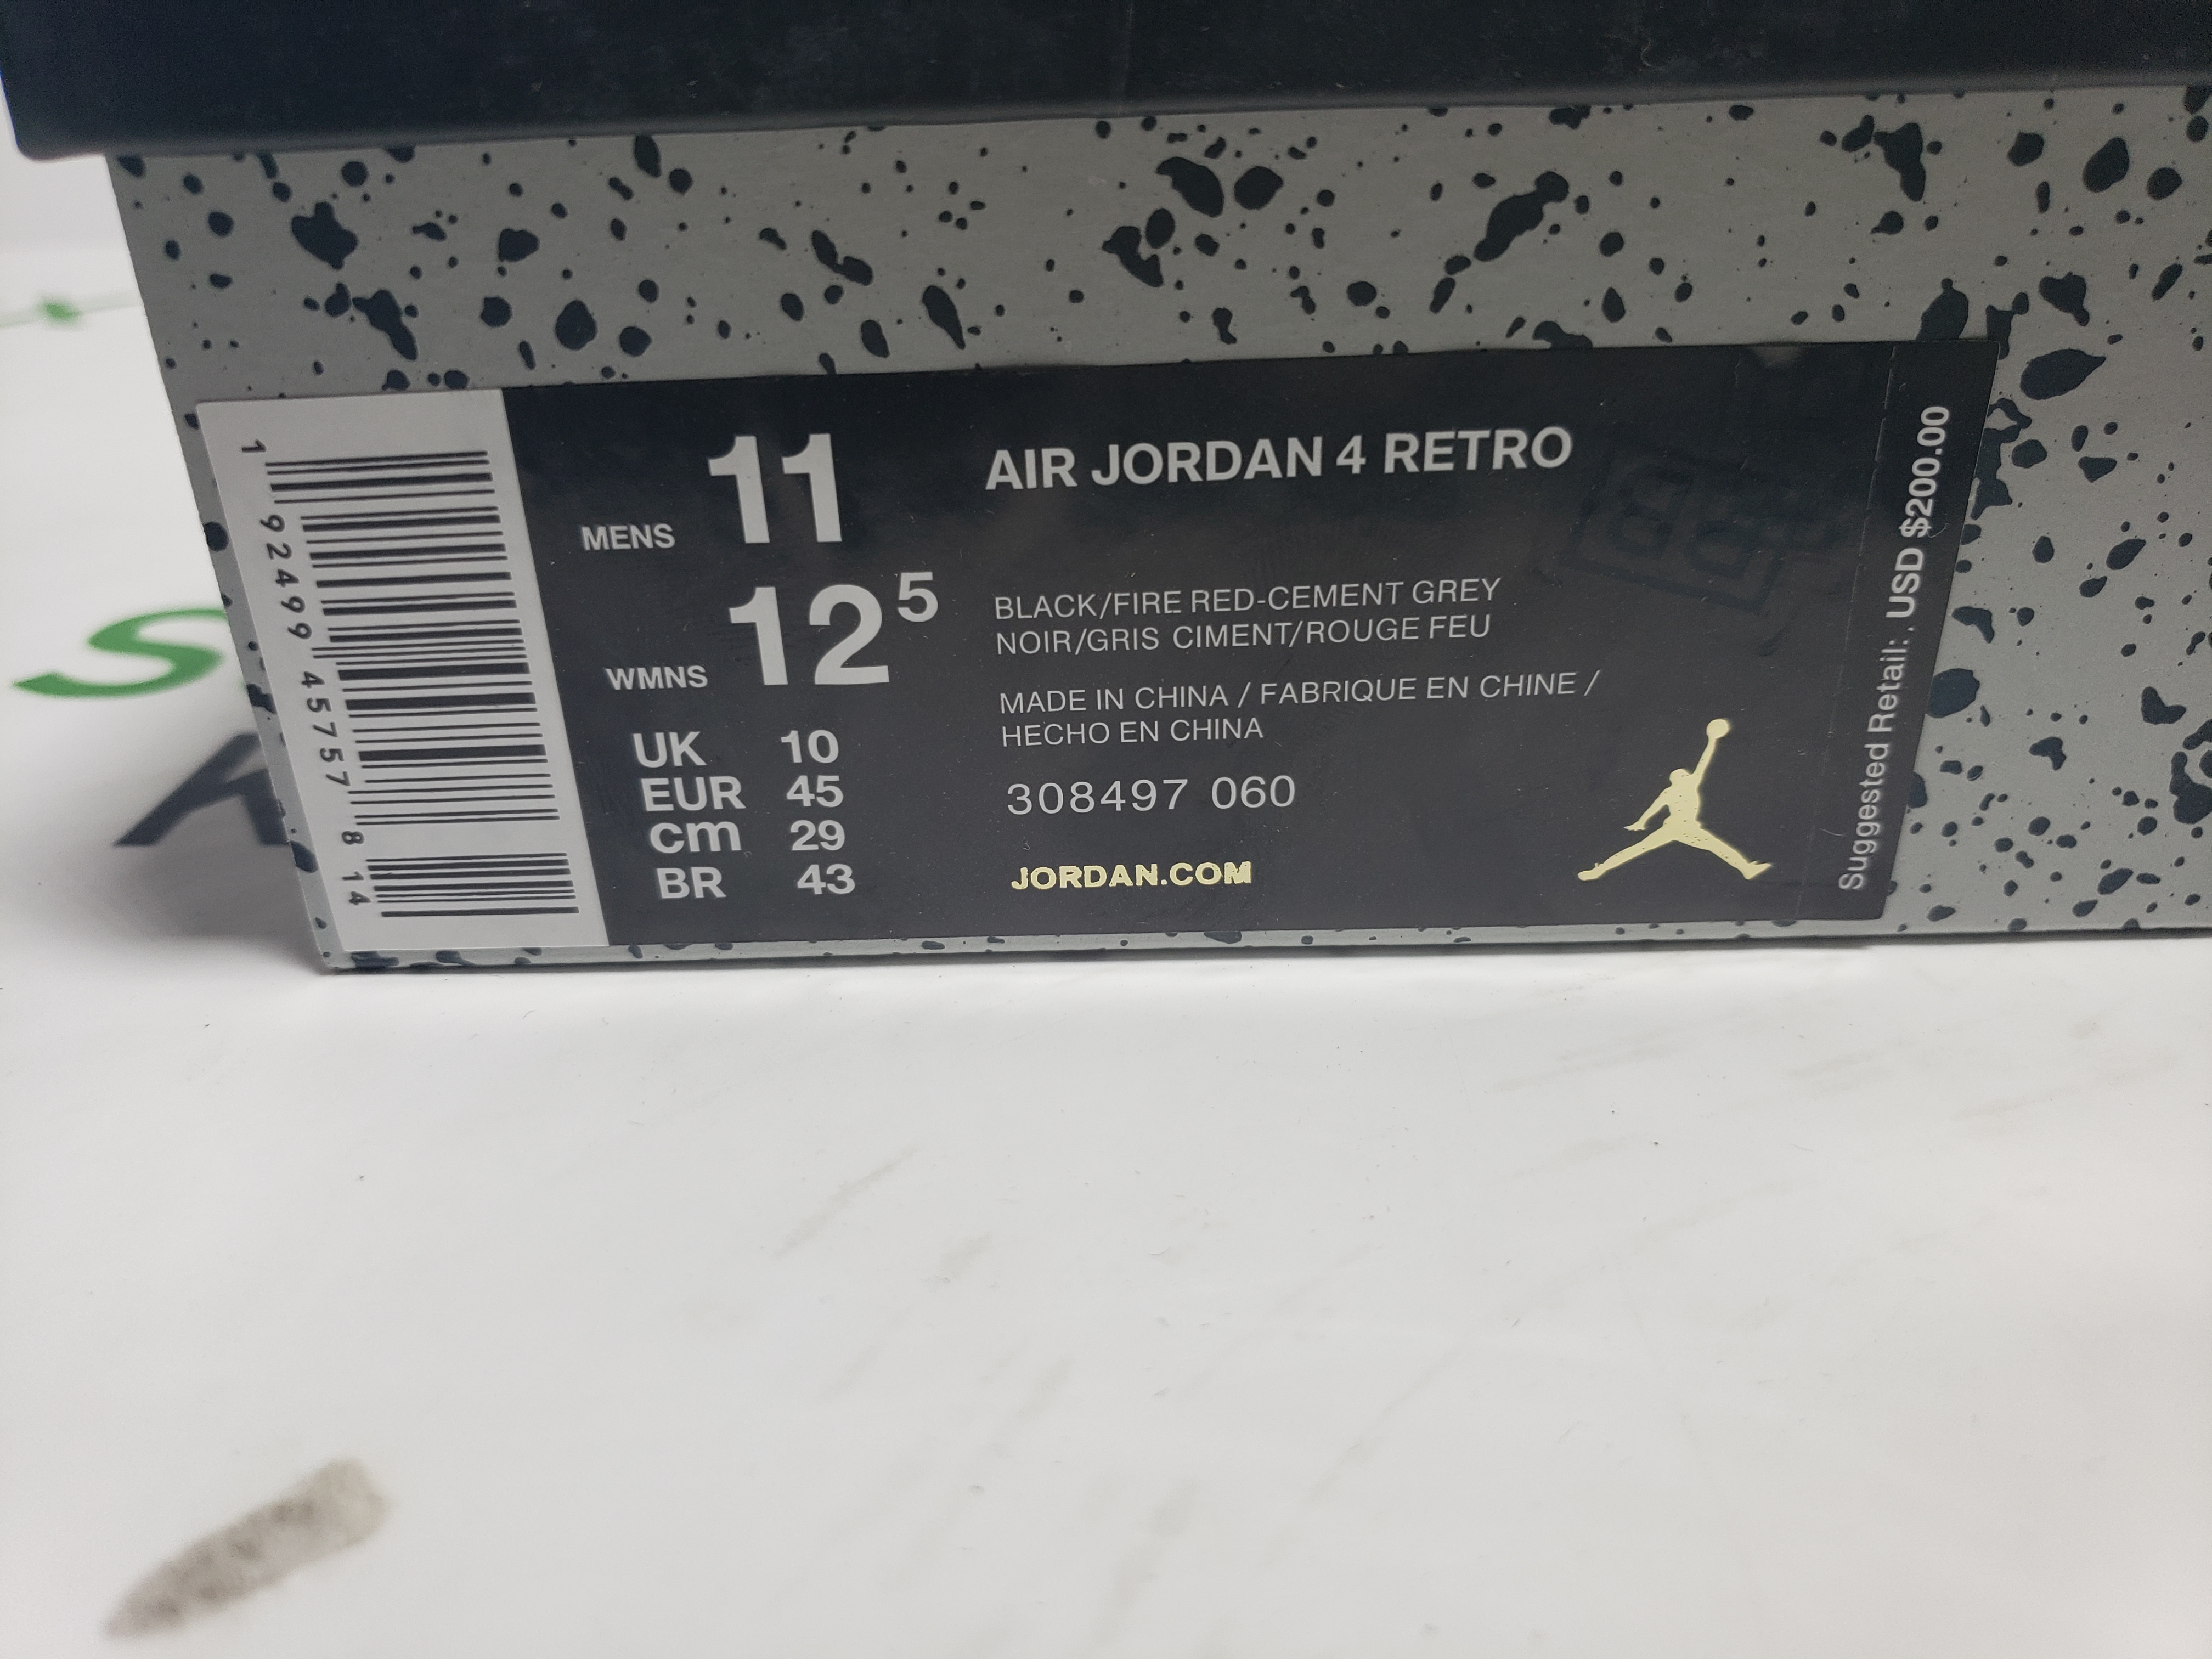 1 92499 45757 8 14
MENS 11
WMNS 12 5
UK 10
EUR 45
cm 29
BR 43
AIR JORDAN 4 RETRO
BLACK/FIRE RED-CEMENT GREY
NOIR/GRIS CIMENT/ROUGE FEU
MADE IN CHINA / FABRIQUE EN CHINE /
HECHO EN CHINA
308497 060
JORDAN.COM
Suggested Retail:. USD $200.00